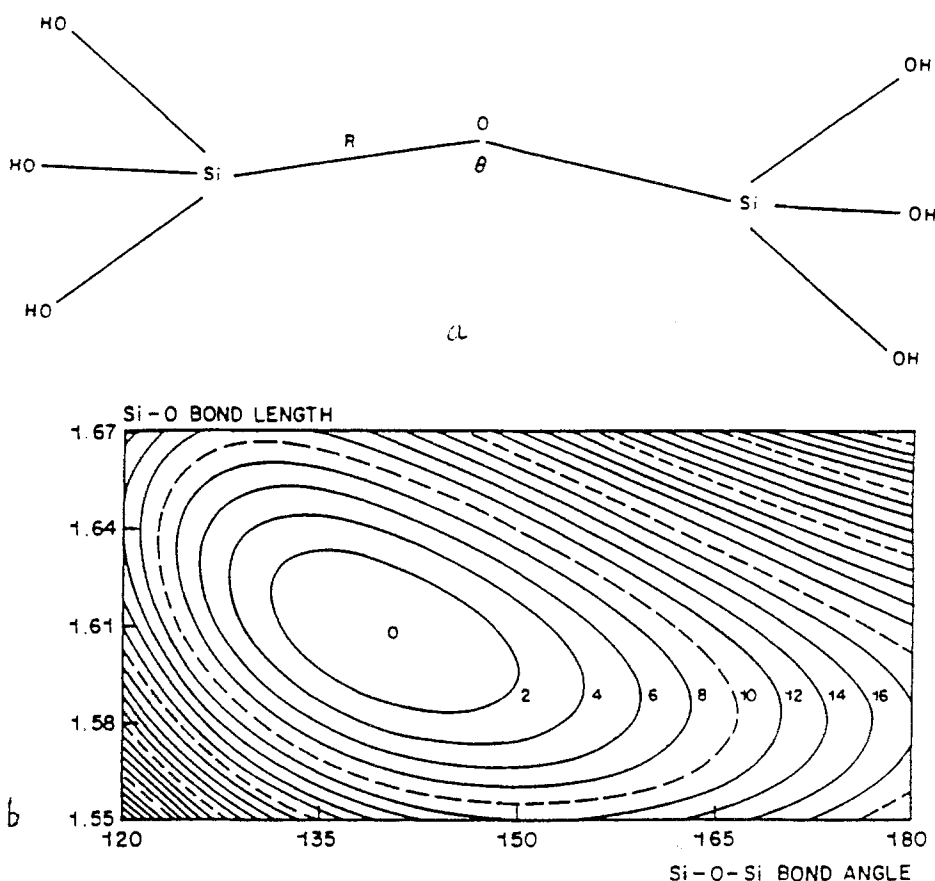 HO
OH
O
R
θ
HO
Si
Si
OH
HO
OH
a
Si-O BOND LENGTH
1.67
1.64
1.61
1.58
1.55
0
2
4
6
8
10
12
14
16
b
120
135
150
165
180
Si-O-Si BOND ANGLE